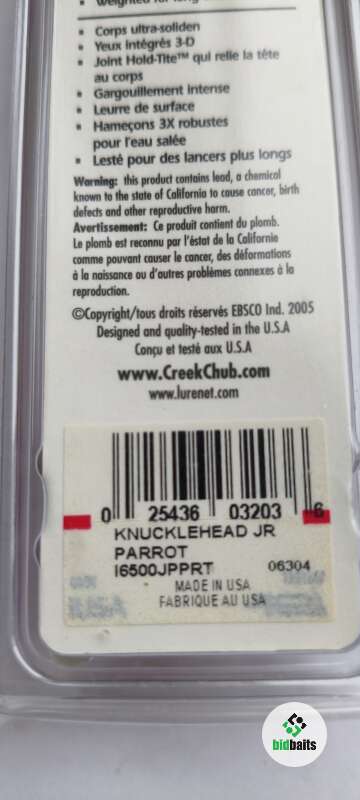 Weighted for long
▪ Corps ultra-soliden
▪ Yeux intégrés 3-D
▪ Joint Hold-Tite™ qui relie la tête
au corps
▪ Gargouillement intense
▪ Leurre de surface
▪ Hameçons 3X robustes
pour l'eau salée
▪ Lesté pour des lancers plus longs
Warning: this product contains lead, a chemical
known to the state of California to cause cancer, birth
defects and other reproductive harm.
Avertissement: Ce produit contient du plomb.
Le plomb est reconnu par l'éstat de la Californie
comme pouvant causer le cancer, des déformations
à la naissance ou d'autres problèmes connexes à la
reproduction.
©Copyright/tous droits réservés EBSCO Ind. 2005
Designed and quality-tested in the U.S.A
Conçu et testé aux U.S.A
www.CreekChub.com
www.lurenet.com
0 25436 03203 6
KNUCKLEHEAD JR
PARROT
I6500JPPRT 06304
MADE IN USA
FABRIQUE AU USA
bidbaits